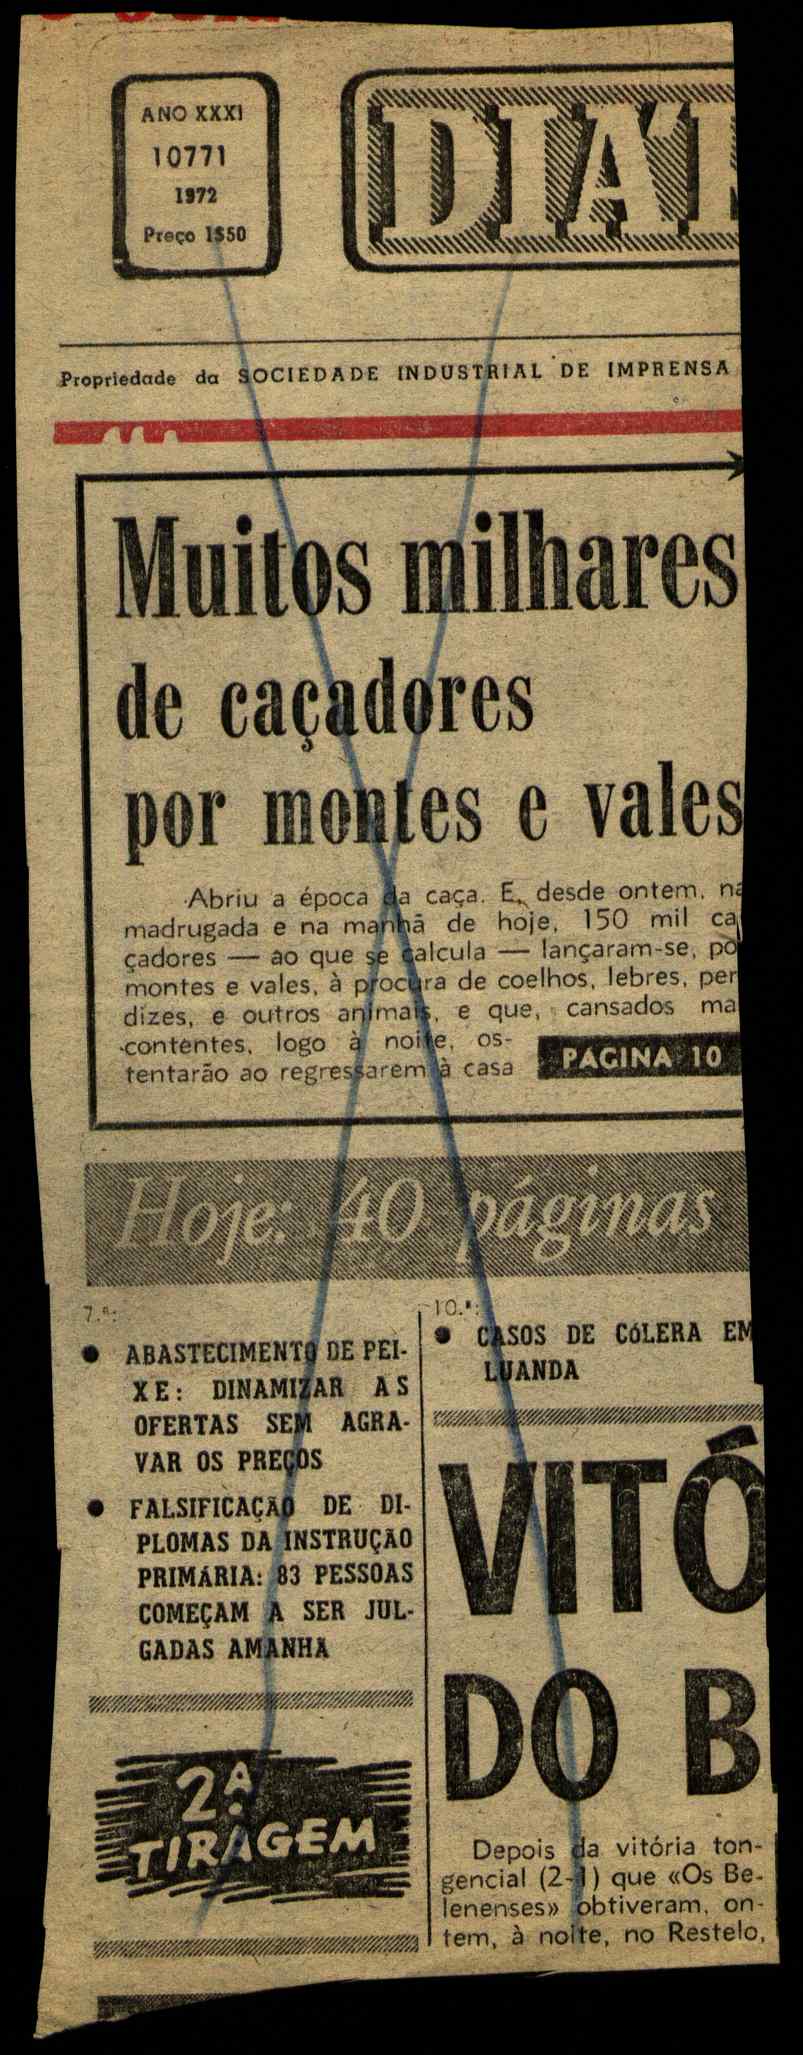 ANO XXXI
10771
1972
Preço 1$50
DIÁ
Propriedade da SOCIEDADE INDUSTRIAL DE IMPRENSA
Muitos milhares
de caçadores
por montes e vales
Abriu a época da caça. E, desde ontem, na
madrugada e na manhã de hoje, 150 mil ca
çadores — ao que se calcula — lançaram-se, po
montes e vales, à procura de coelhos, lebres, per
dizes, e outros animais, e que, cansados ma
contentes, logo à noite, os-
tentarão ao regressarem à casa
PÁGINA 10
Hoje: 40 páginas
7.ª:
● ABASTECIMENTO DE PEI-
XE: DINAMIZAR AS
OFERTAS SEM AGRA-
VAR OS PREÇOS
● FALSIFICAÇÃO DE DI-
PLOMAS DA INSTRUÇÃO
PRIMÁRIA: 83 PESSOAS
COMEÇAM A SER JUL-
GADAS AMANHA
2.ª
TIRAGEM
10.ª:
● CASOS DE CÓLERA EM
LUANDA
VITÓ
DO B
Depois da vitória ton-
gencial (2-1) que «Os Be-
lenenses» obtiveram, on-
tem, à noite, no Restelo,